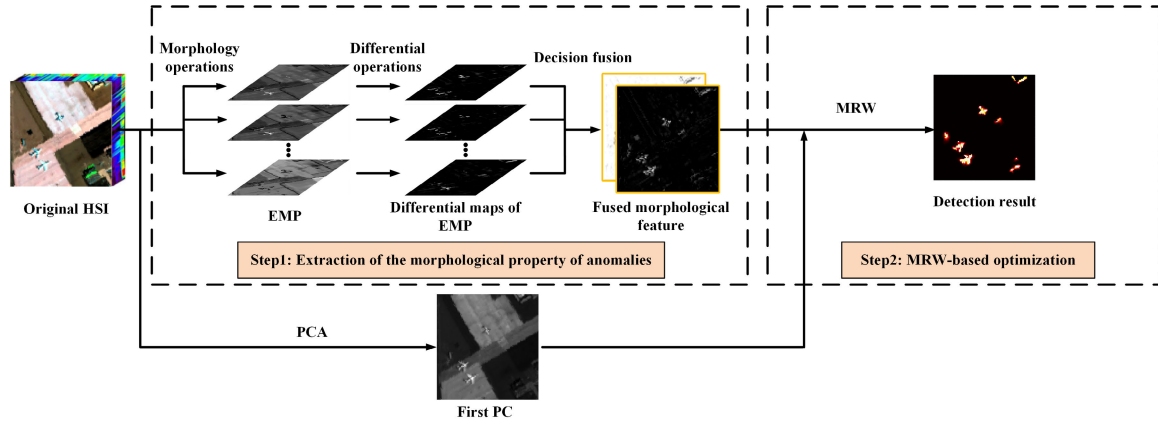 Morphology
operations
Differential
operations
Decision fusion
MRW
Original HSI
EMP
Differential maps of
EMP
Fused morphological
feature
Detection result
Step1: Extraction of the morphological property of anomalies
Step2: MRW-based optimization
PCA
First PC